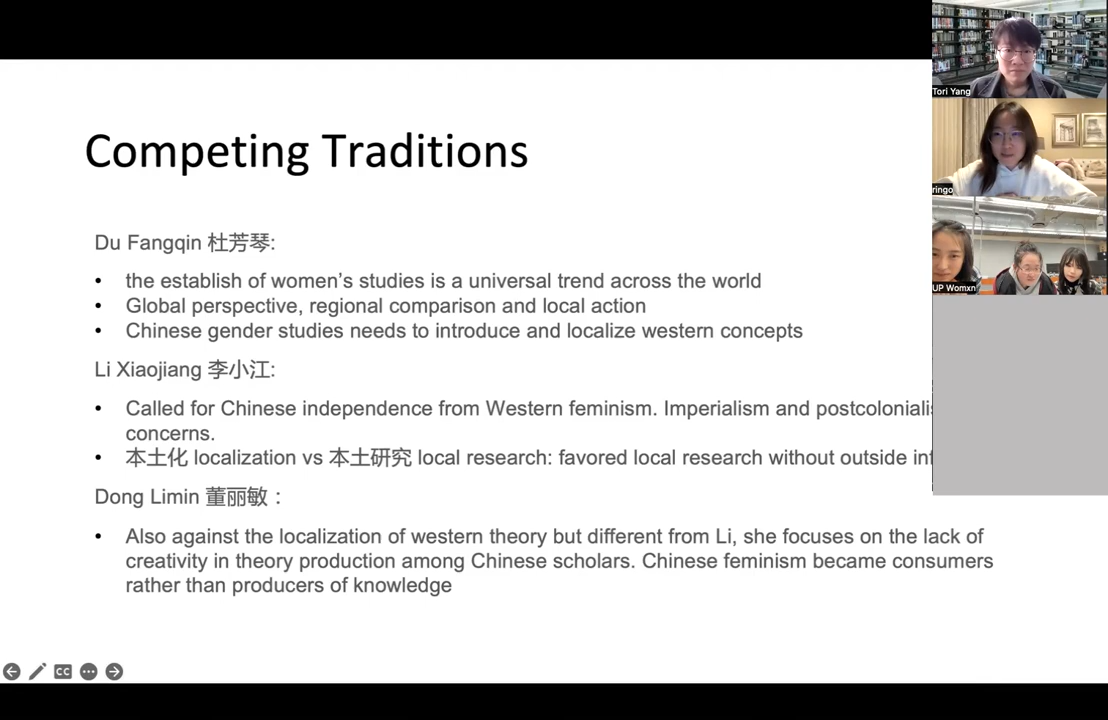 Competing Traditions
Du Fangqin 杜芳琴:
• the establish of women's studies is a universal trend across the world
• Global perspective, regional comparison and local action
• Chinese gender studies needs to introduce and localize western concepts
Li Xiaojiang 李小江:
• Called for Chinese independence from Western feminism. Imperialism and
concerns.
• 本土化 localization vs 本土研究 local research: favored local research without outside
Dong Limin 董丽敏：
• Also against the localization of western theory but different from Li, she focuses on the lack of
creativity in theory production among Chinese scholars. Chinese feminism became consumers
rather than producers of knowledge
Tori Yang
ringo
UP Womxn
CC